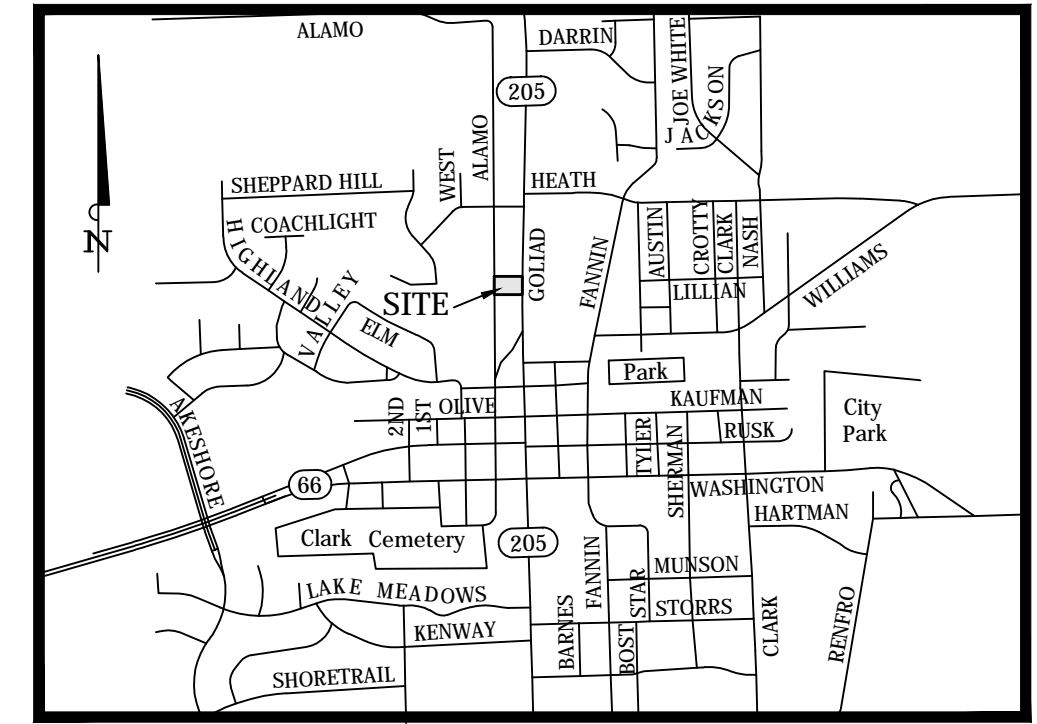 ALAMO
DARRIN
JOE WHITE
JACKSON
205
WEST
ALAMO
SHEPPARD HILL
HEATH
COACHLIGHT
HIGHLAND
N
AUSTIN
CROTTY
CLARK
NASH
GOLIAD
FANNIN
WILLIAMS
LILLIAN
VALLEY
SITE
ELM
Park
2ND
1ST
OLIVE
KAUFMAN
City
Park
AKESHORE
TYLER
SHERMAN
RUSK
66
WASHINGTON
HARTMAN
Clark Cemetery
205
FANNIN
MUNSON
STAR
LAKE MEADOWS
STORRS
BARNES
KENWAY
BOST
CLARK
RENFRO
SHORETRAIL